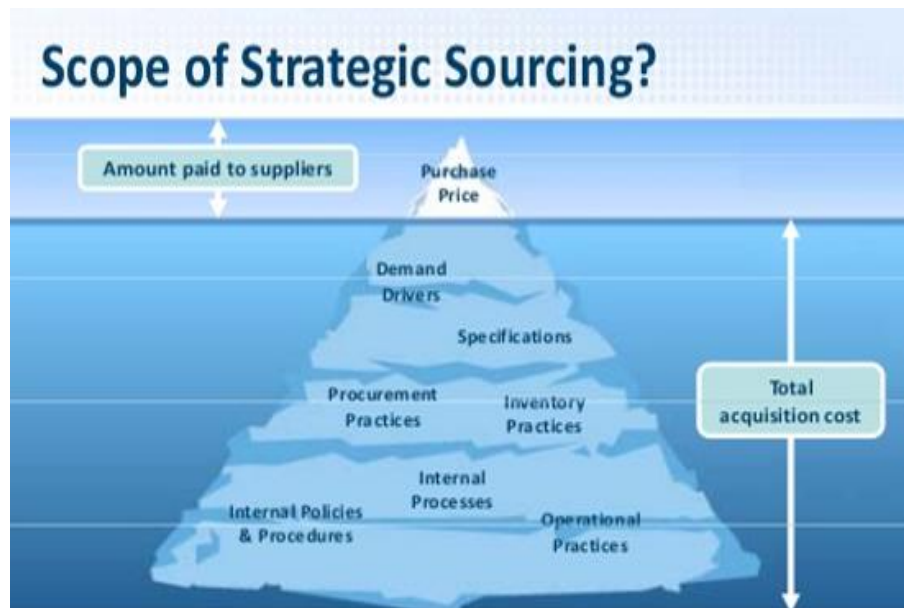 Scope of Strategic Sourcing?
Amount paid to suppliers
Purchase
Price
Demand
Drivers
Specifications
Procurement
Practices
Inventory
Practices
Total
acquisition cost
Internal
Processes
Internal Policies
& Procedures
Operational
Practices